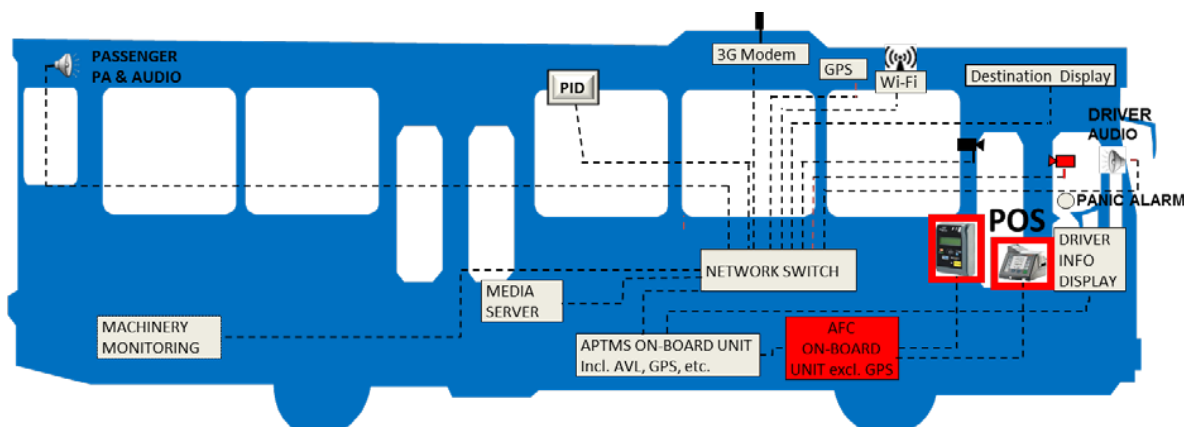 PASSENGER
PA & AUDIO
3G Modem
GPS
Wi-Fi
Destination Display
PID
DRIVER
AUDIO
PANIC ALARM
POS
DRIVER
INFO
DISPLAY
NETWORK SWITCH
MEDIA
SERVER
MACHINERY
MONITORING
APTMS ON-BOARD UNIT
Incl. AVL, GPS, etc.
AFC
ON-BOARD
UNIT excl. GPS